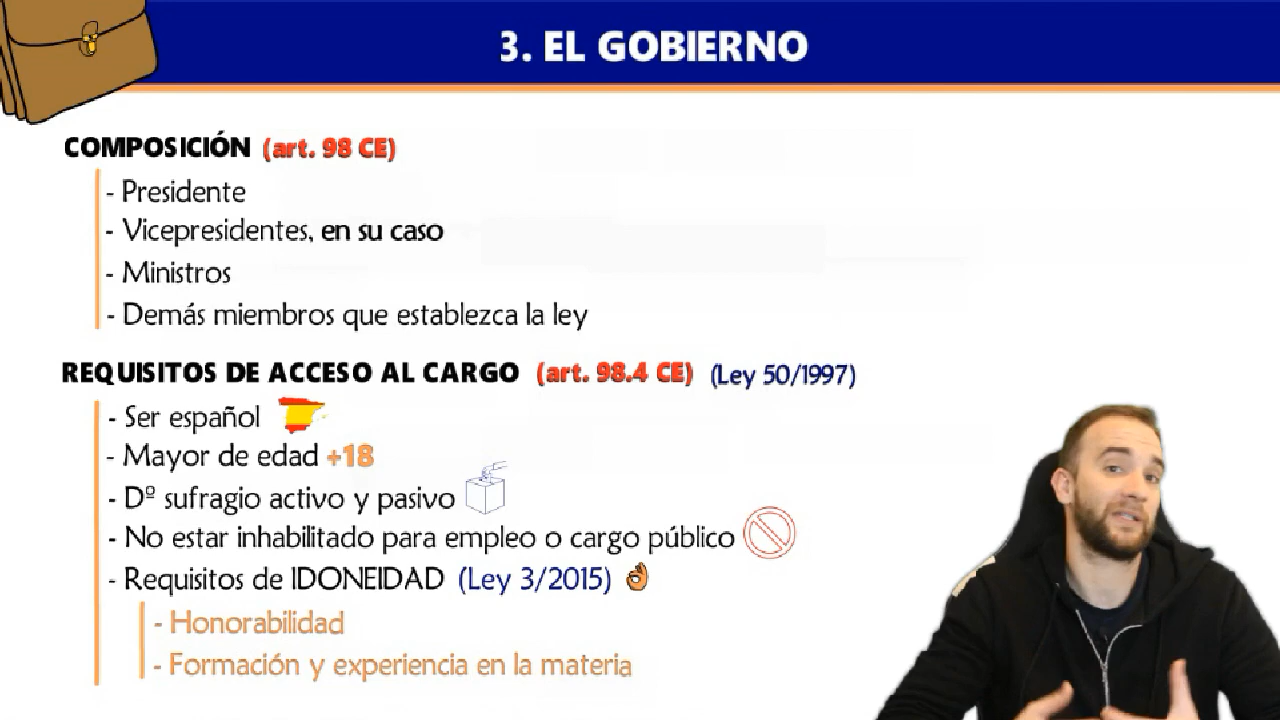 3. EL GOBIERNO
COMPOSICIÓN (art. 98 CE)
- Presidente
- Vicepresidentes, en su caso
- Ministros
- Demás miembros que establezca la ley
REQUISITOS DE ACCESO AL CARGO (art. 98.4 CE) (Ley 50/1997)
- Ser español
- Mayor de edad +18
- Dº sufragio activo y pasivo
- No estar inhabilitado para empleo o cargo público
- Requisitos de IDONEIDAD (Ley 3/2015)
- Honorabilidad
- Formación y experiencia en la materia